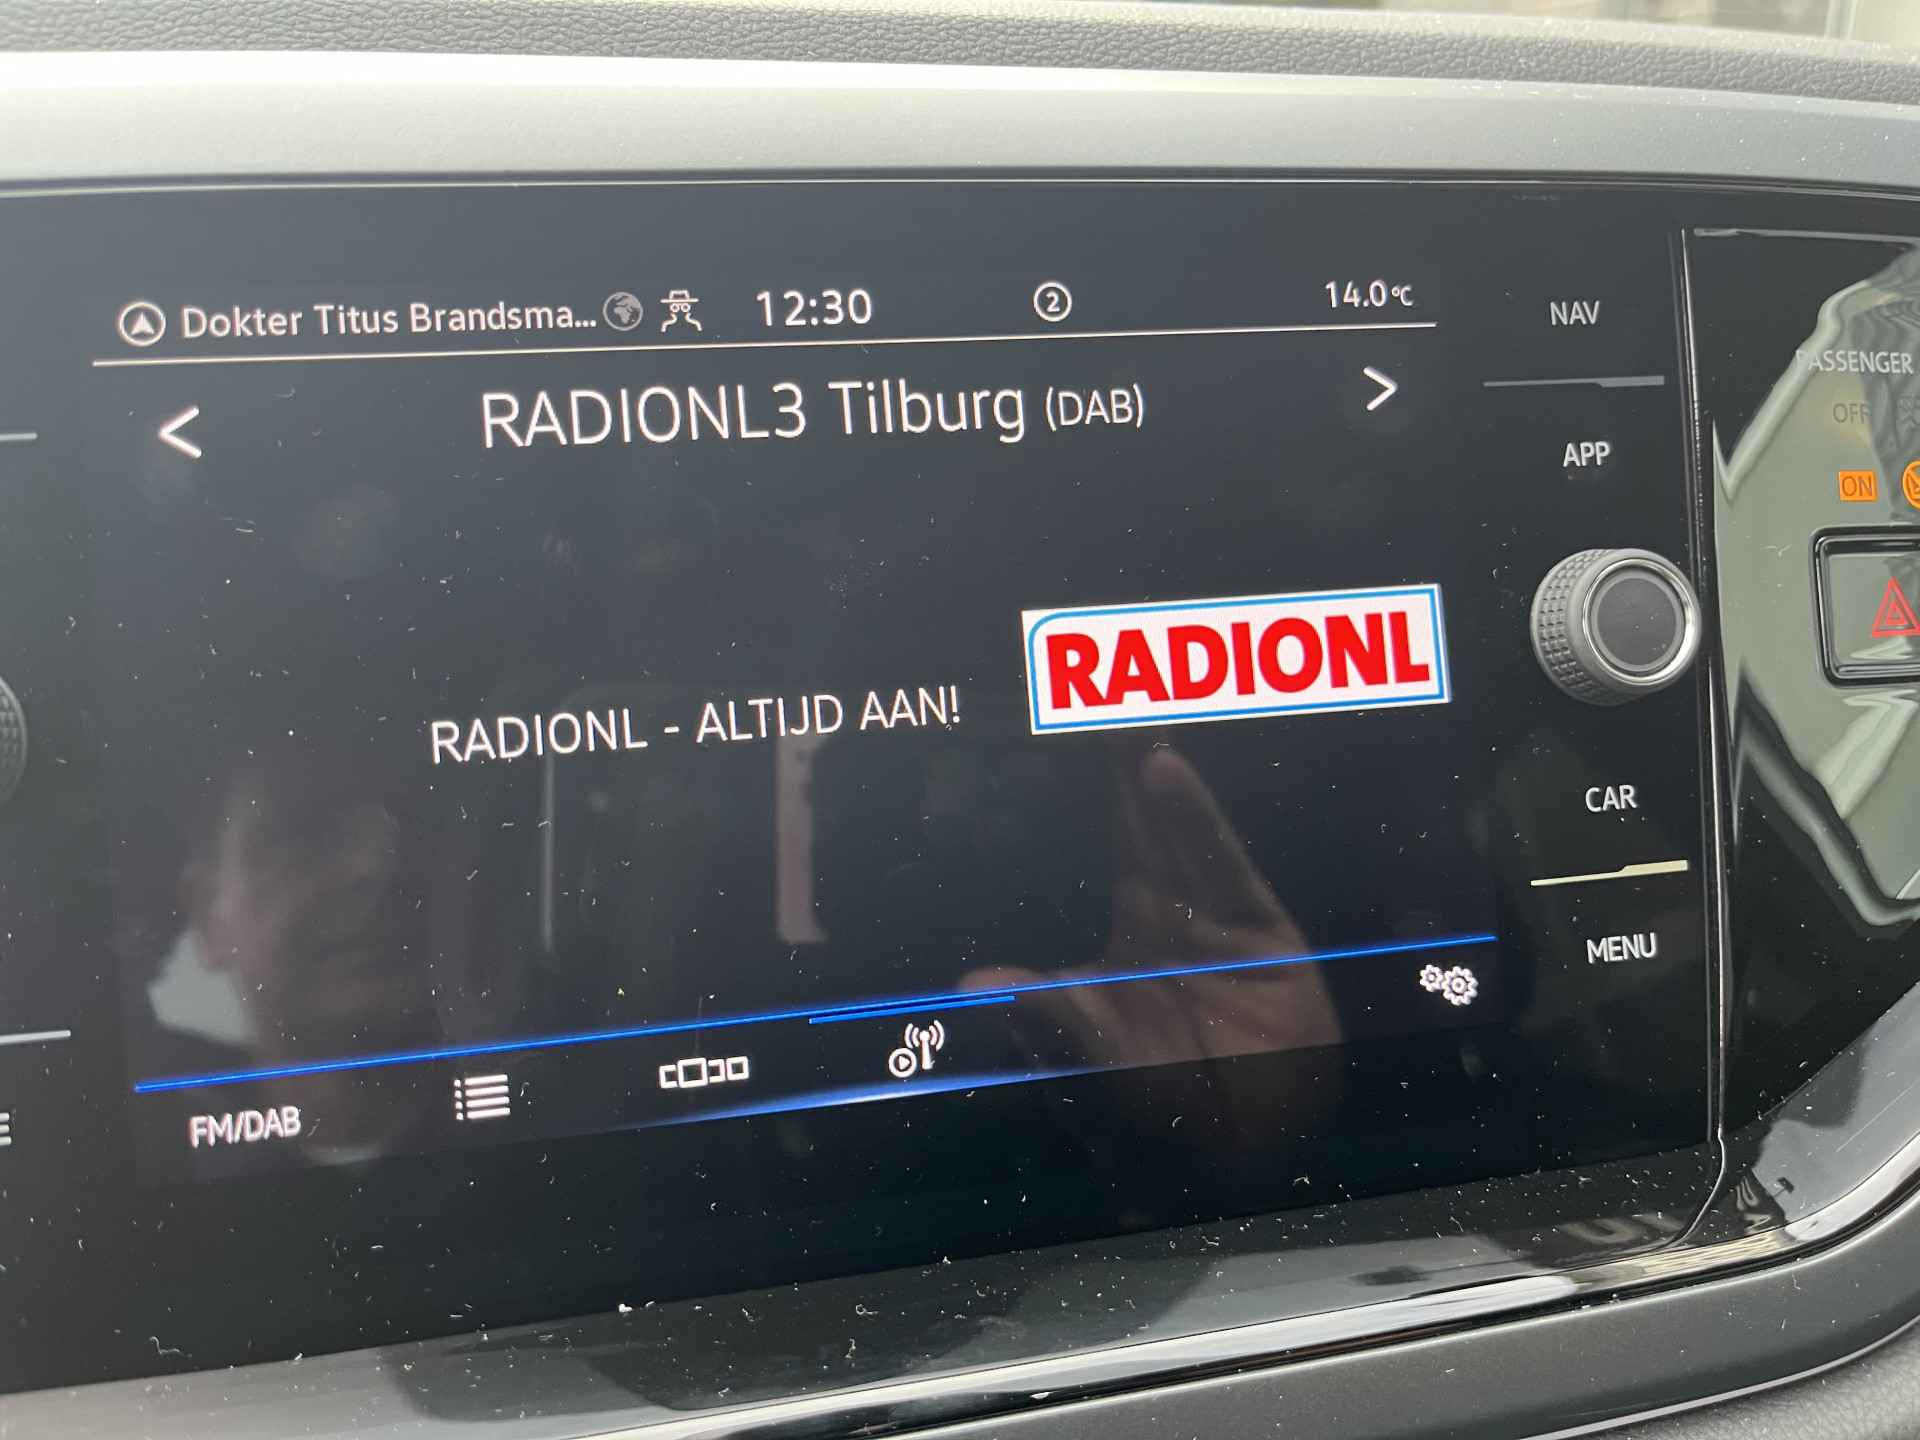 Dokter Titus Brandsma... 12:30 2 14.0°C
RADIONL3 Tilburg (DAB)
RADIONL
RADIONL - ALTIJD AAN!
FM/DAB
NAV
APP
CAR
MENU
PASSENGER
OFF
ON